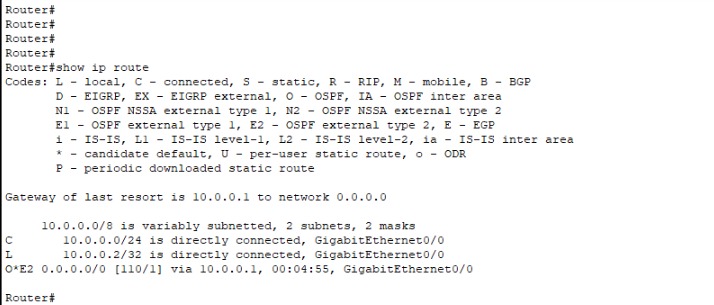 Router#
Router#
Router#
Router#
Router#show ip route
Codes: L - local, C - connected, S - static, R - RIP, M - mobile, B - BGP
       D - EIGRP, EX - EIGRP external, O - OSPF, IA - OSPF inter area
       N1 - OSPF NSSA external type 1, N2 - OSPF NSSA external type 2
       E1 - OSPF external type 1, E2 - OSPF external type 2, E - EGP
       i - IS-IS, L1 - IS-IS level-1, L2 - IS-IS level-2, ia - IS-IS inter area
       * - candidate default, U - per-user static route, o - ODR
       P - periodic downloaded static route

Gateway of last resort is 10.0.0.1 to network 0.0.0.0

     10.0.0.0/8 is variably subnetted, 2 subnets, 2 masks
C       10.0.0.0/24 is directly connected, GigabitEthernet0/0
L       10.0.0.2/32 is directly connected, GigabitEthernet0/0
O*E2 0.0.0.0/0 [110/1] via 10.0.0.1, 00:04:55, GigabitEthernet0/0

Router#